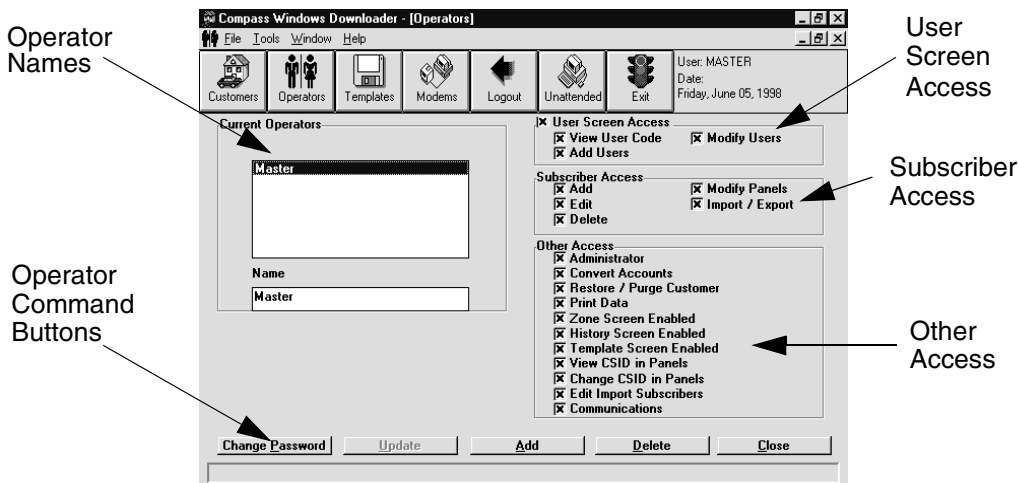 Operator
Names
Compass Windows Downloader - [Operators]
File Tools Window Help
Customers Operators Templates Modems Logout Unattended Exit
User: MASTER
Date:
Friday, June 05, 1998
User
Screen
Access
Current Operators
Master
Name
Master
User Screen Access
View User Code Modify Users
Add Users
Subscriber Access
Add Modify Panels
Edit Import / Export
Delete
Subscriber
Access
Other Access
Administrator
Convert Accounts
Restore / Purge Customer
Print Data
Zone Screen Enabled
History Screen Enabled
Template Screen Enabled
View CSID in Panels
Change CSID in Panels
Edit Import Subscribers
Communications
Other
Access
Operator
Command
Buttons
Change Password Update Add Delete Close